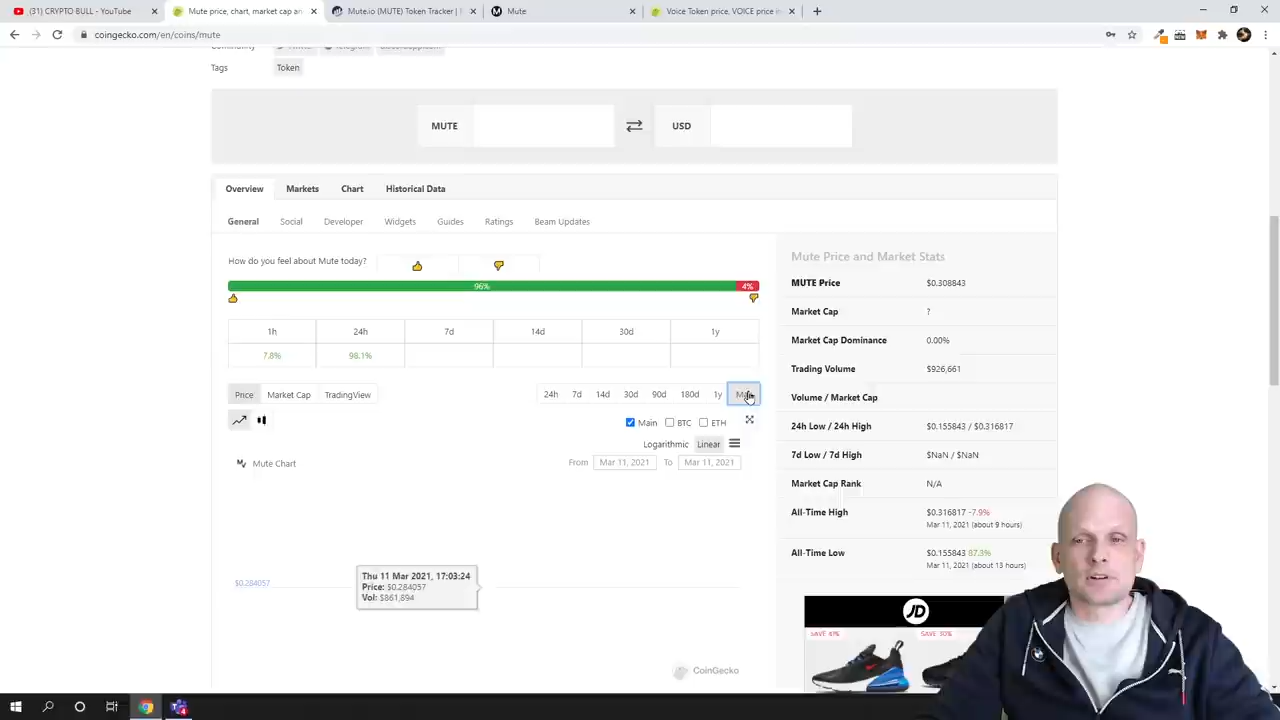 (31) CRYPTO BULL - YouTube
Mute price, chart, market cap an
Mute.io (MUTE) Token Tracker |
Mute
Voice Token price, VOICE price in
coingecko.com/en/coins/mute
Tags
Token
MUTE
USD
Overview Markets Chart Historical Data
General Social Developer Widgets Guides Ratings Beam Updates
How do you feel about Mute today?
96% 4%
1h 24h 7d 14d 30d 1y
7.8% 98.1%
Price Market Cap TradingView
24h 7d 14d 30d 90d 180d 1y
Main BTC ETH
Logarithmic Linear
Mute Chart
From Mar 11, 2021 To Mar 11, 2021
$0.284057
Thu 11 Mar 2021, 17:03:24
Price: $0.284057
Vol: $861,894
CoinGecko
Mute Price and Market Stats
MUTE Price $0.308843
Market Cap ?
Market Cap Dominance 0.00%
Trading Volume $926,661
Volume / Market Cap
24h Low / 24h High $0.155843 / $0.316817
7d Low / 7d High $NaN / $NaN
Market Cap Rank N/A
All-Time High $0.316817 -7.9%
Mar 11, 2021 (about 9 hours)
All-Time Low $0.155843 87.3%
Mar 11, 2021 (about 13 hours)
JD